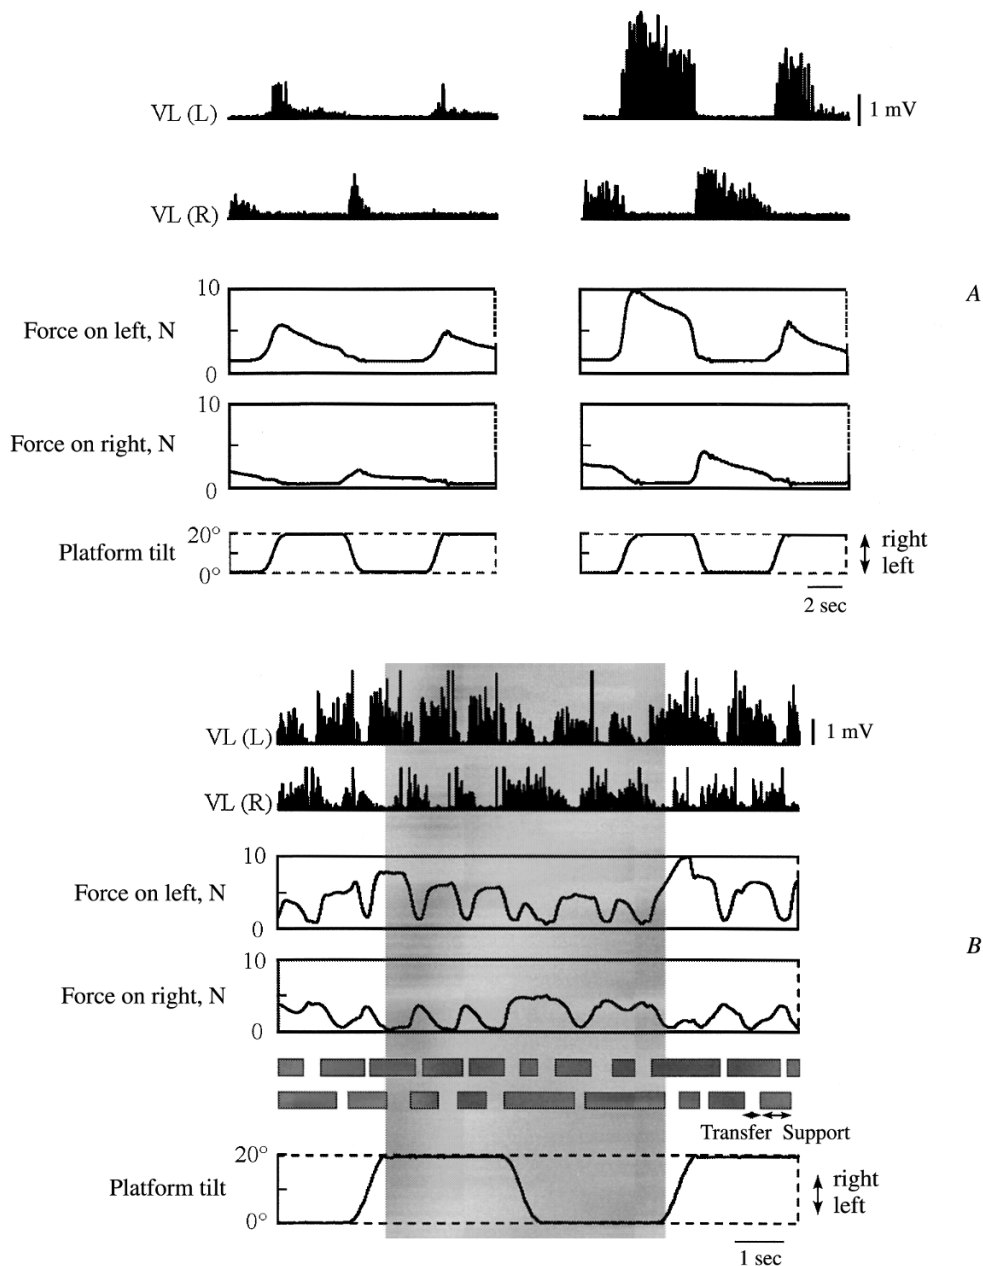 VL (L)
1 mV
VL (R)
10
Force on left, N
0
A
10
Force on right, N
0
20°
Platform tilt
0°
right
left
2 sec
VL (L)
1 mV
VL (R)
10
Force on left, N
0
B
10
Force on right, N
0
Transfer Support
20°
Platform tilt
0°
right
left
1 sec